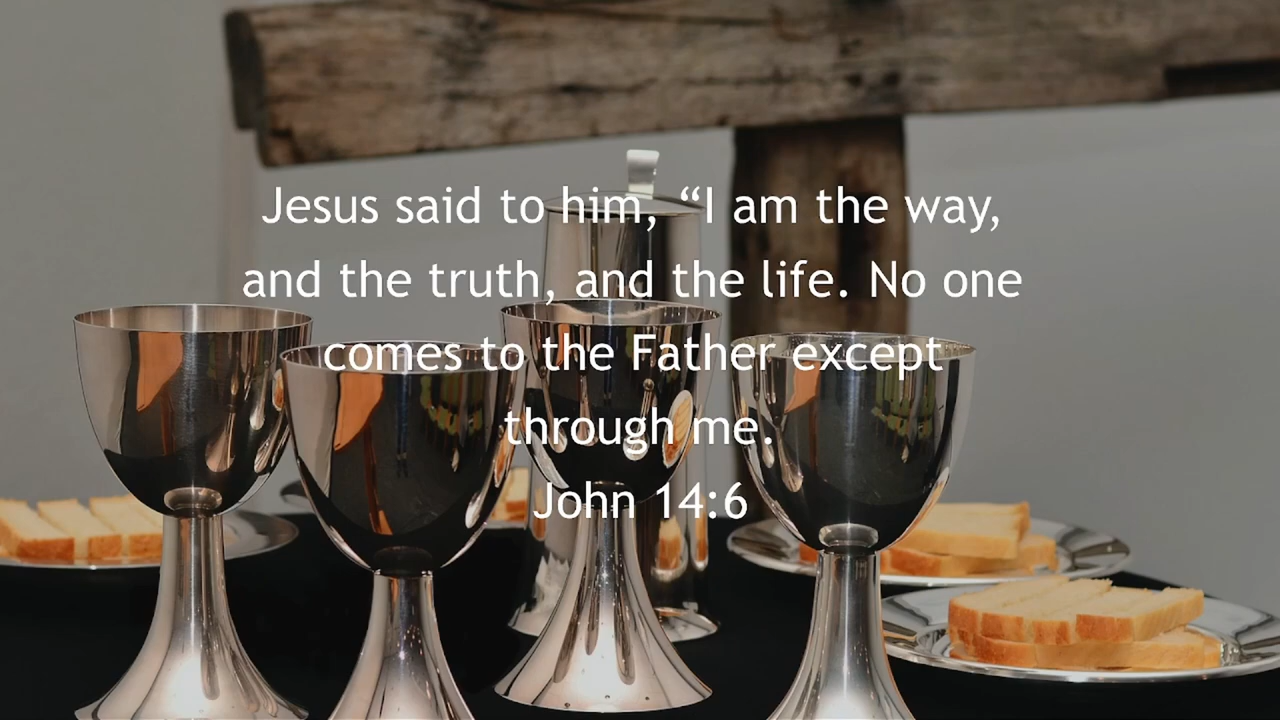 Jesus said to him, “I am the way,
and the truth, and the life. No one
comes to the Father except
through me.
John 14:6